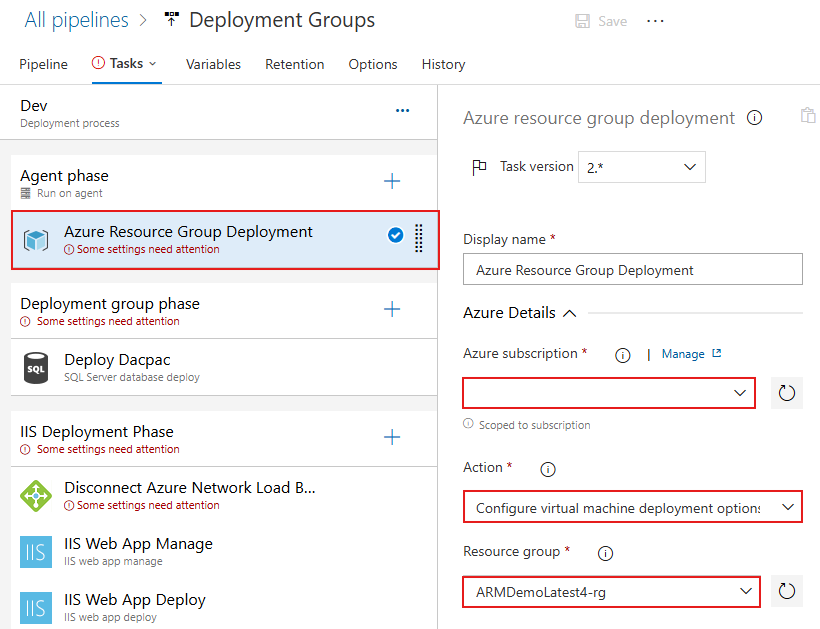 All pipelines > Deployment Groups Save ...
Pipeline Tasks Variables Retention Options History
Dev
Deployment process
Agent phase
Run on agent
Azure Resource Group Deployment
Some settings need attention
Deployment group phase
Some settings need attention
Deploy Dacpac
SQL
SQL Server database deploy
IIS Deployment Phase
Some settings need attention
Disconnect Azure Network Load B...
Some settings need attention
IIS
IIS Web App Manage
IIS web app manage
IIS
IIS Web App Deploy
IIS web app deploy
Azure resource group deployment
Task version 2.*
Display name *
Azure Resource Group Deployment
Azure Details
Azure subscription * | Manage
Scoped to subscription
Action *
Configure virtual machine deployment options
Resource group *
ARMDemoLatest4-rg